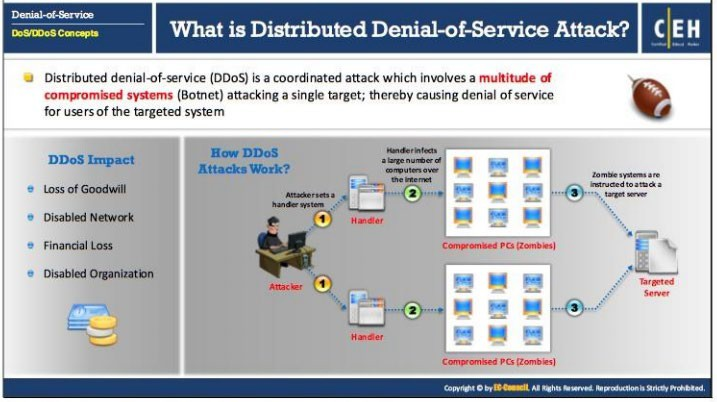 Denial-of-Service
DoS/DDoS Concepts
What is Distributed Denial-of-Service Attack?
C|EH
Distributed denial-of-service (DDoS) is a coordinated attack which involves a multitude of
compromised systems (Botnet) attacking a single target; thereby causing denial of service
for users of the targeted system
DDoS Impact
Loss of Goodwill
Disabled Network
Financial Loss
Disabled Organization
How DDoS
Attacks Work?
Attacker sets a
handler system
1
Attacker
1
Handler
Handler infects
a large number of
computers over
the Internet
2
Compromised PCs (Zombies)
3
Zombie systems are
instructed to attack a
target server
Targeted
Server
Handler
2
Compromised PCs (Zombies)
3
Copyright © by EC-Council. All Rights Reserved. Reproduction is Strictly Prohibited.